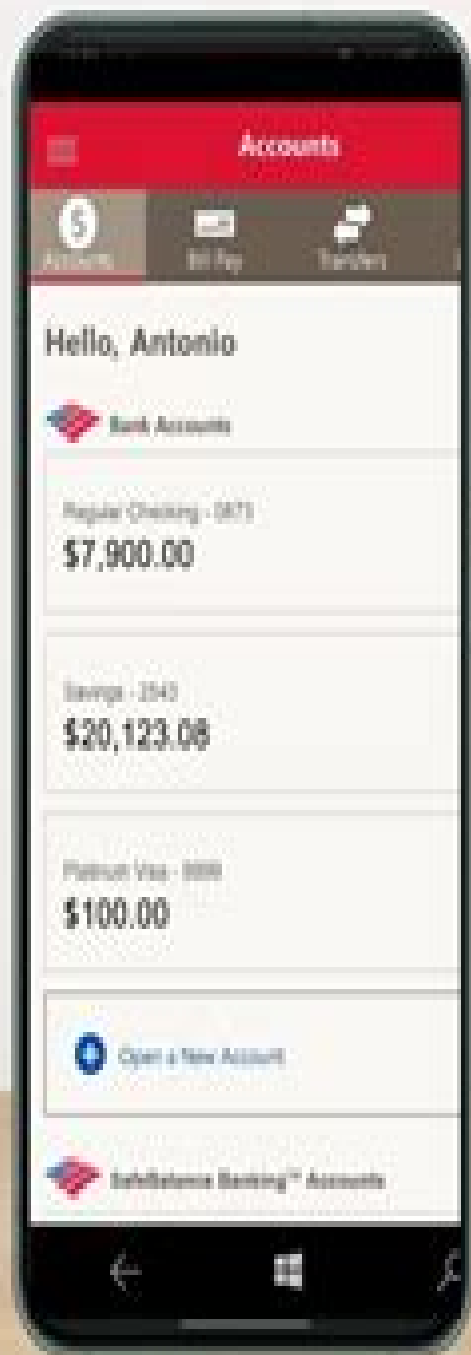 Accounts
Accounts
Bill Pay
Transfers
Hello, Antonio
Bank Accounts
Regular Checking -
$7,900.00
Savings - 2543
$20,123.08
Platinum Visa -
$100.00
Open a New Account
SafeBalance Banking™ Accounts